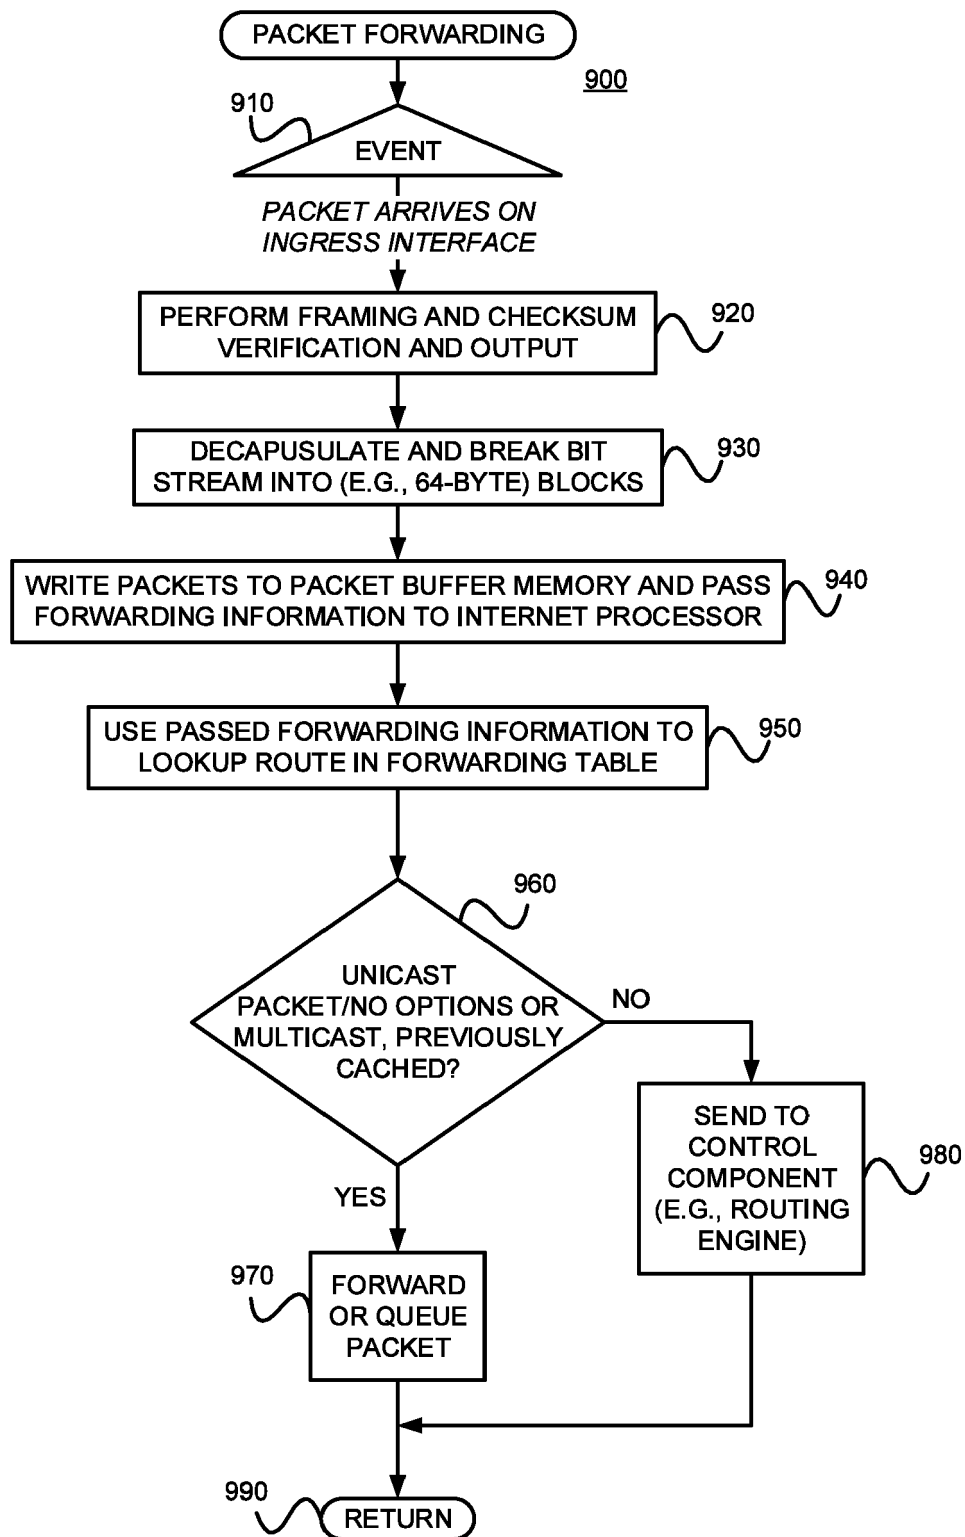 PACKET FORWARDING
900
910
EVENT
PACKET ARRIVES ON
INGRESS INTERFACE
PERFORM FRAMING AND CHECKSUM
VERIFICATION AND OUTPUT
920
DECAPUSULATE AND BREAK BIT
STREAM INTO (E.G., 64-BYTE) BLOCKS
930
WRITE PACKETS TO PACKET BUFFER MEMORY AND PASS
FORWARDING INFORMATION TO INTERNET PROCESSOR
940
USE PASSED FORWARDING INFORMATION TO
LOOKUP ROUTE IN FORWARDING TABLE
950
960
UNICAST
PACKET/NO OPTIONS OR
MULTICAST, PREVIOUSLY
CACHED?
NO
SEND TO
CONTROL
COMPONENT
(E.G., ROUTING
ENGINE)
980
YES
970
FORWARD
OR QUEUE
PACKET
990
RETURN